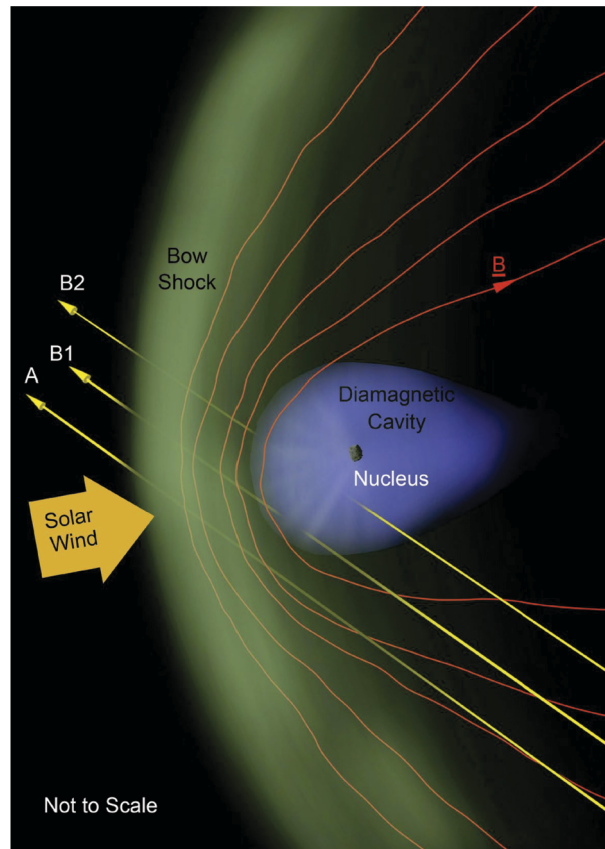 Bow
Shock
B
B2
B1
A
Diamagnetic
Cavity
Nucleus
Solar
Wind
Not to Scale